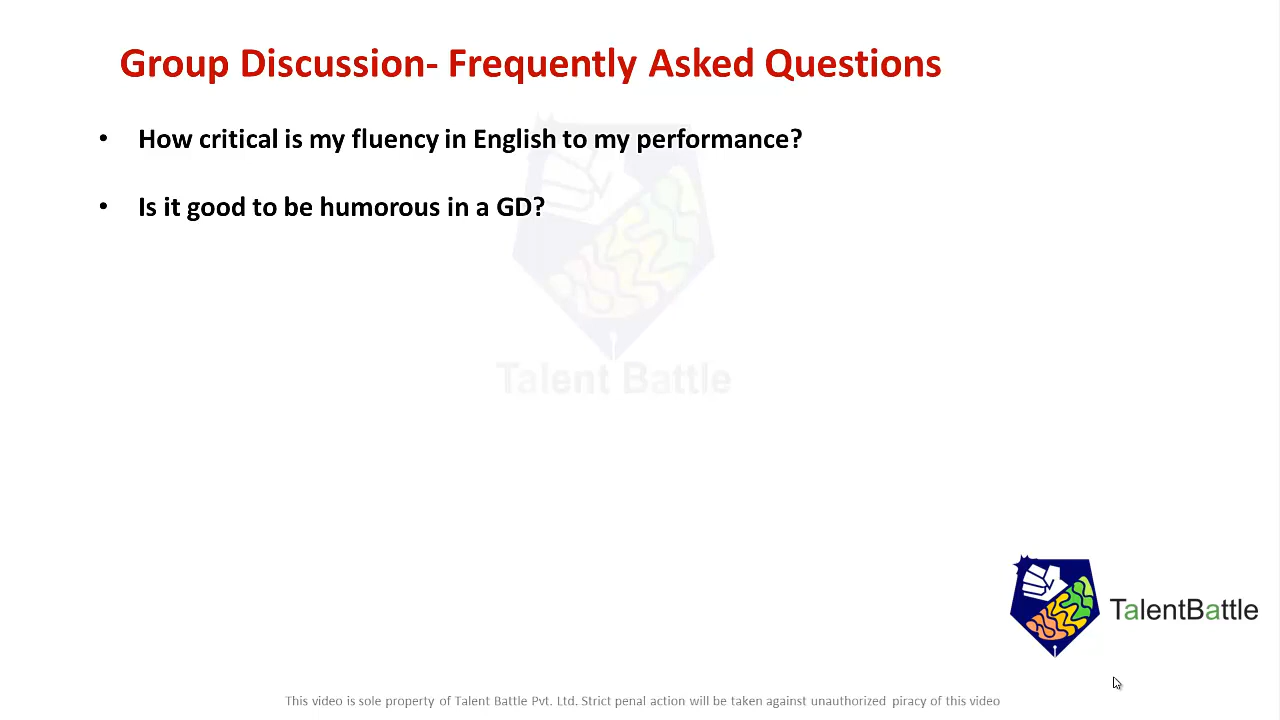 Group Discussion- Frequently Asked Questions
• How critical is my fluency in English to my performance?
• Is it good to be humorous in a GD?
Talent Battle
TalentBattle
This video is sole property of Talent Battle Pvt. Ltd. Strict penal action will be taken against unauthorized piracy of this video